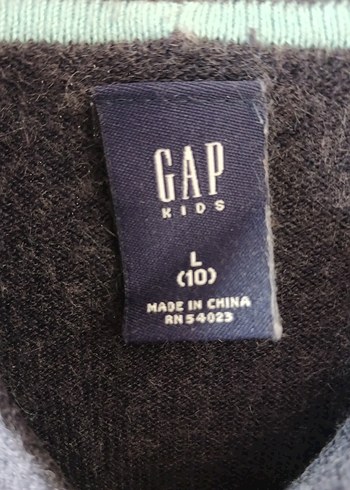 GAP
KIDS
L
(10)
MADE IN CHINA
RN 54023